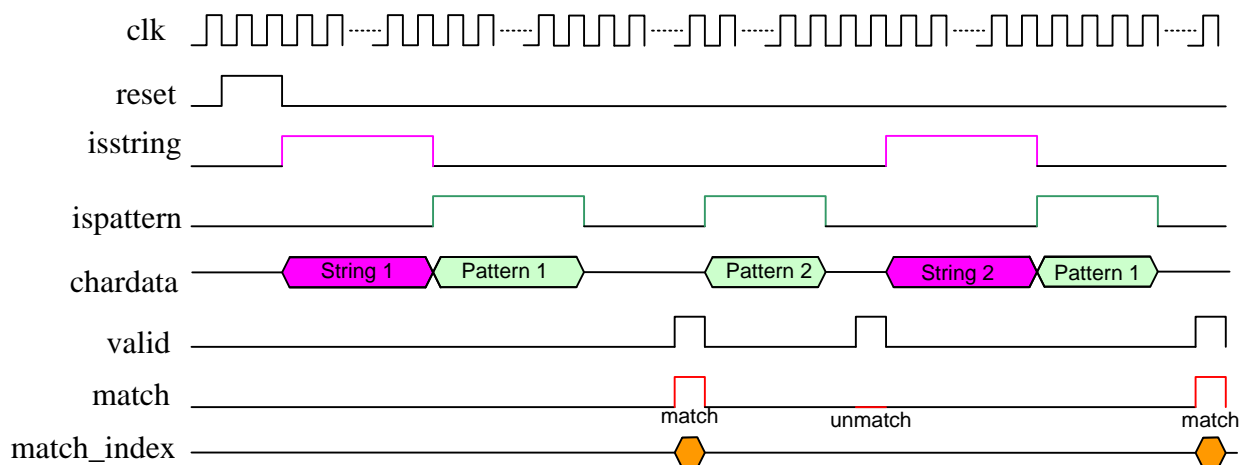 clk
reset
isstring
ispattern
chardata String 1 Pattern 1 Pattern 2 String 2 Pattern 1
valid
match
match unmatch match
match_index